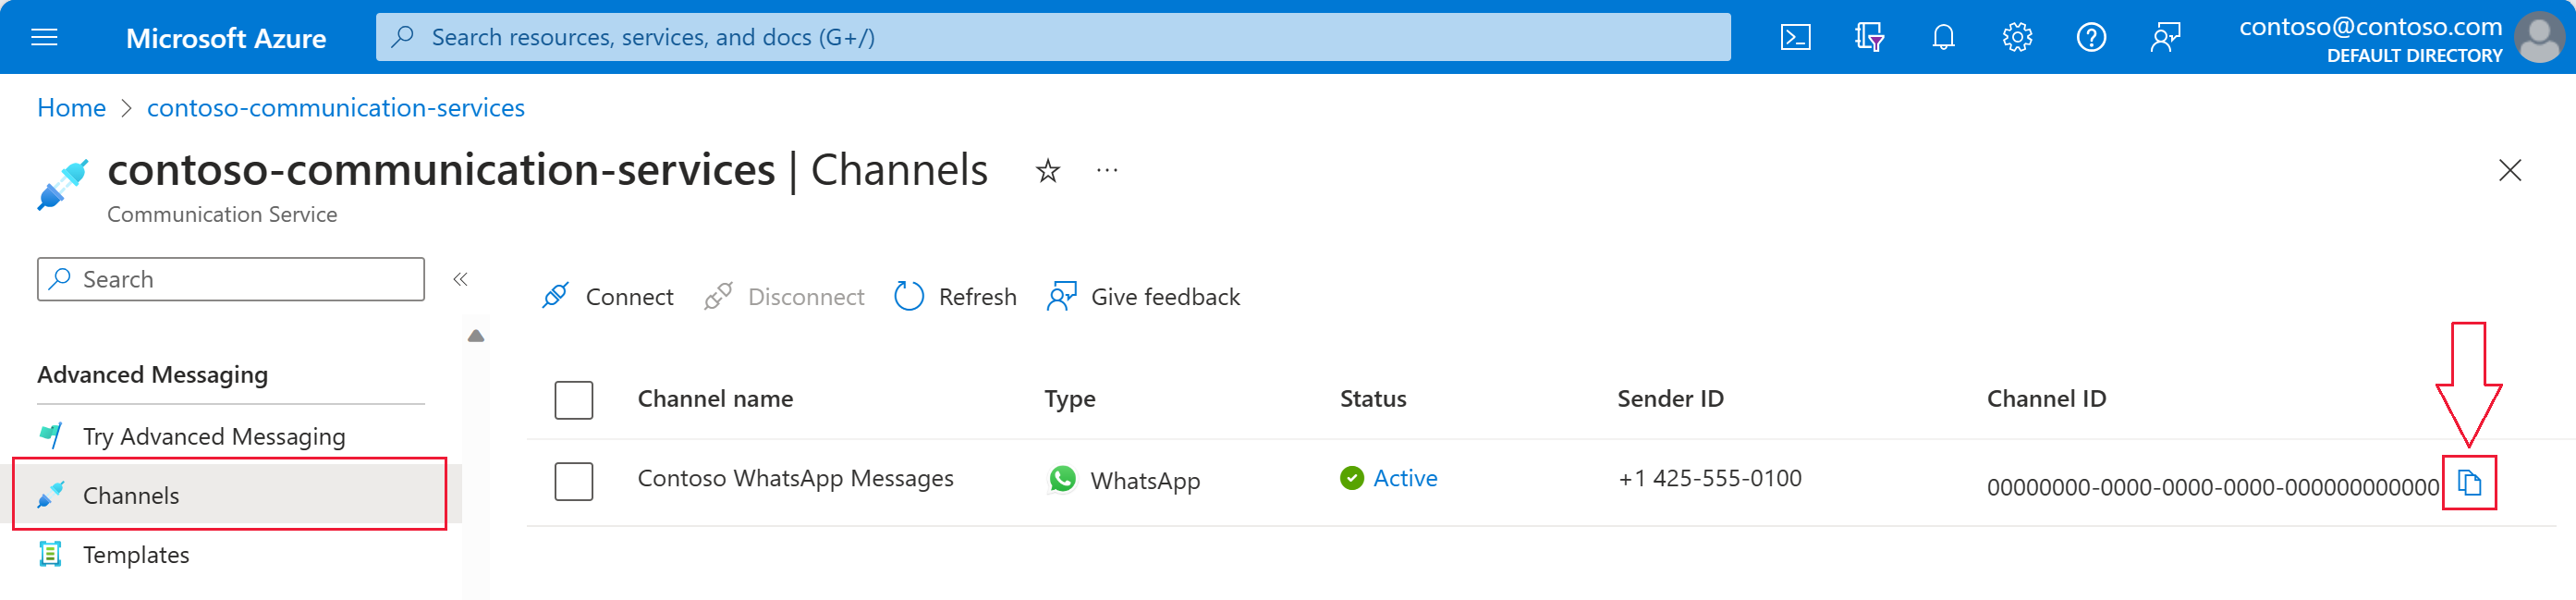 Microsoft Azure
Search resources, services, and docs (G+/)
contoso@contoso.com
DEFAULT DIRECTORY
Home > contoso-communication-services
contoso-communication-services | Channels
Communication Service
Search
Connect Disconnect Refresh Give feedback
Advanced Messaging
Try Advanced Messaging
Channels
Templates
Channel name Type Status Sender ID Channel ID
Contoso WhatsApp Messages WhatsApp Active +1 425-555-0100 00000000-0000-0000-0000-000000000000